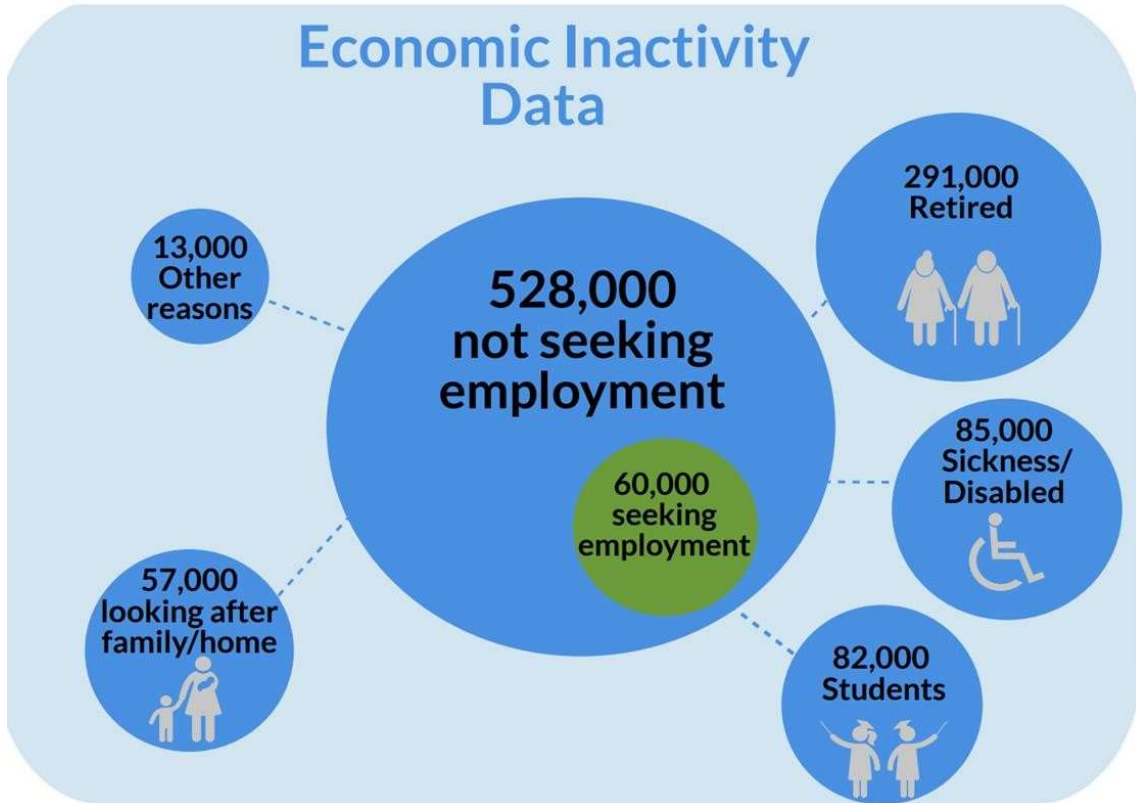 Economic Inactivity
Data
13,000
Other
reasons
528,000
not seeking
employment
60,000
seeking
employment
291,000
Retired
85,000
Sickness/
Disabled
57,000
looking after
family/home
82,000
Students